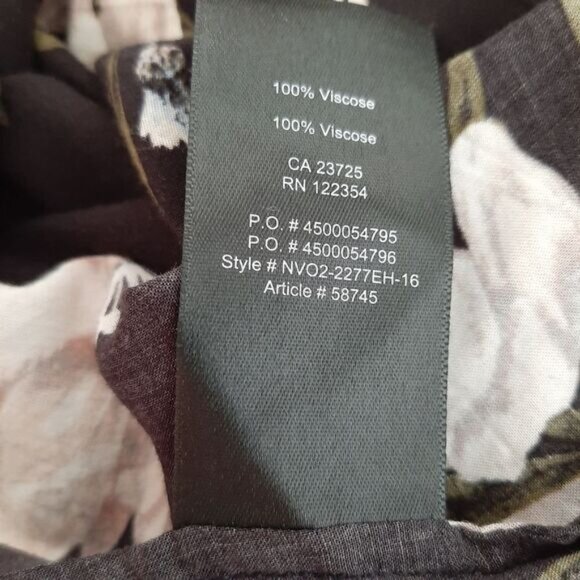 100% Viscose
100% Viscose
CA 23725
RN 122354
P.O. # 4500054795
P.O. # 4500054796
Style # NVO2-2277EH-16
Article # 58745